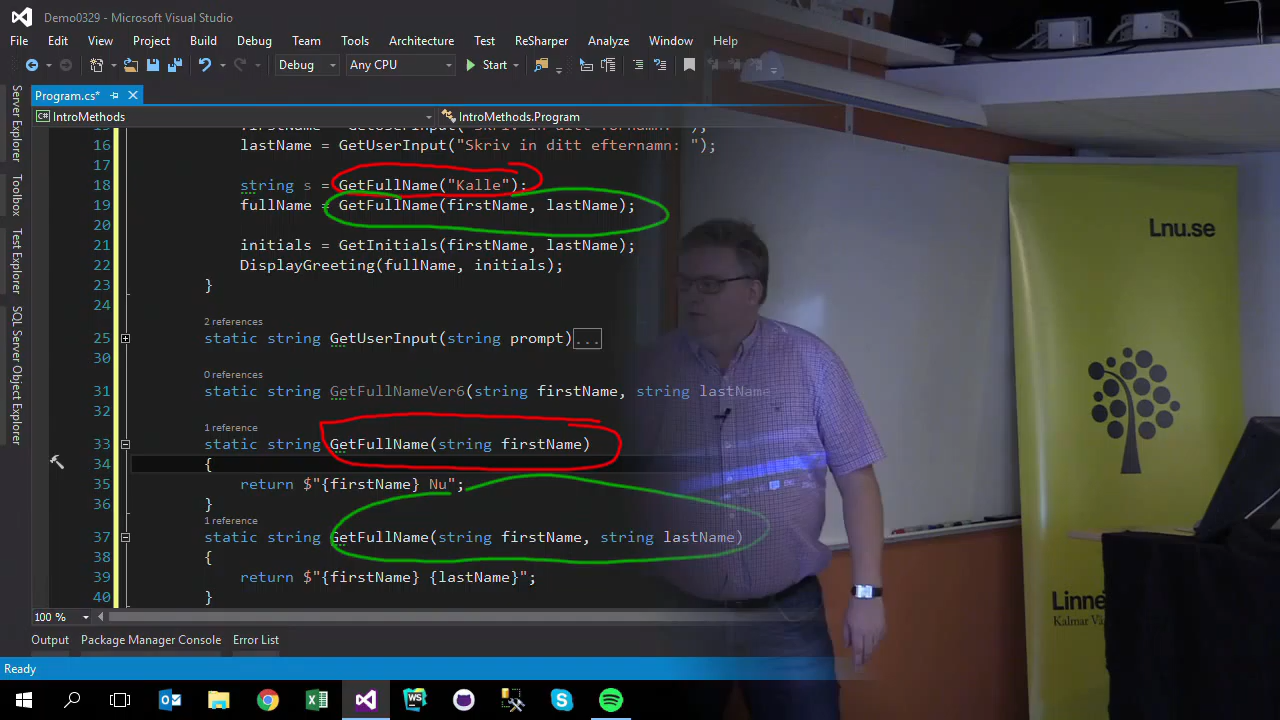 Demo0329 - Microsoft Visual Studio
File Edit View Project Build Debug Team Tools Architecture Test ReSharper Analyze Window Help
Debug Any CPU Start
Program.cs*
IntroMethods IntroMethods.Program
Server Explorer
Toolbox
Test Explorer
SQL Server Object Explorer
16 lastName = GetUserInput("Skriv in ditt efternamn: ");
17
18 string s = GetFullName("Kalle");
19 fullName = GetFullName(firstName, lastName);
20
21 initials = GetInitials(firstName, lastName);
22 DisplayGreeting(fullName, initials);
23 }
24
2 references
25 static string GetUserInput(string prompt)...
30
0 references
31 static string GetFullNameVer6(string firstName, string lastName
32
1 reference
33 static string GetFullName(string firstName)
34 {
35 return $"{firstName} Nu";
36 }
1 reference
37 static string GetFullName(string firstName, string lastName)
38 {
39 return $"{firstName} {lastName}";
40 }
100 %
Output Package Manager Console Error List
Ready
Lnu.se